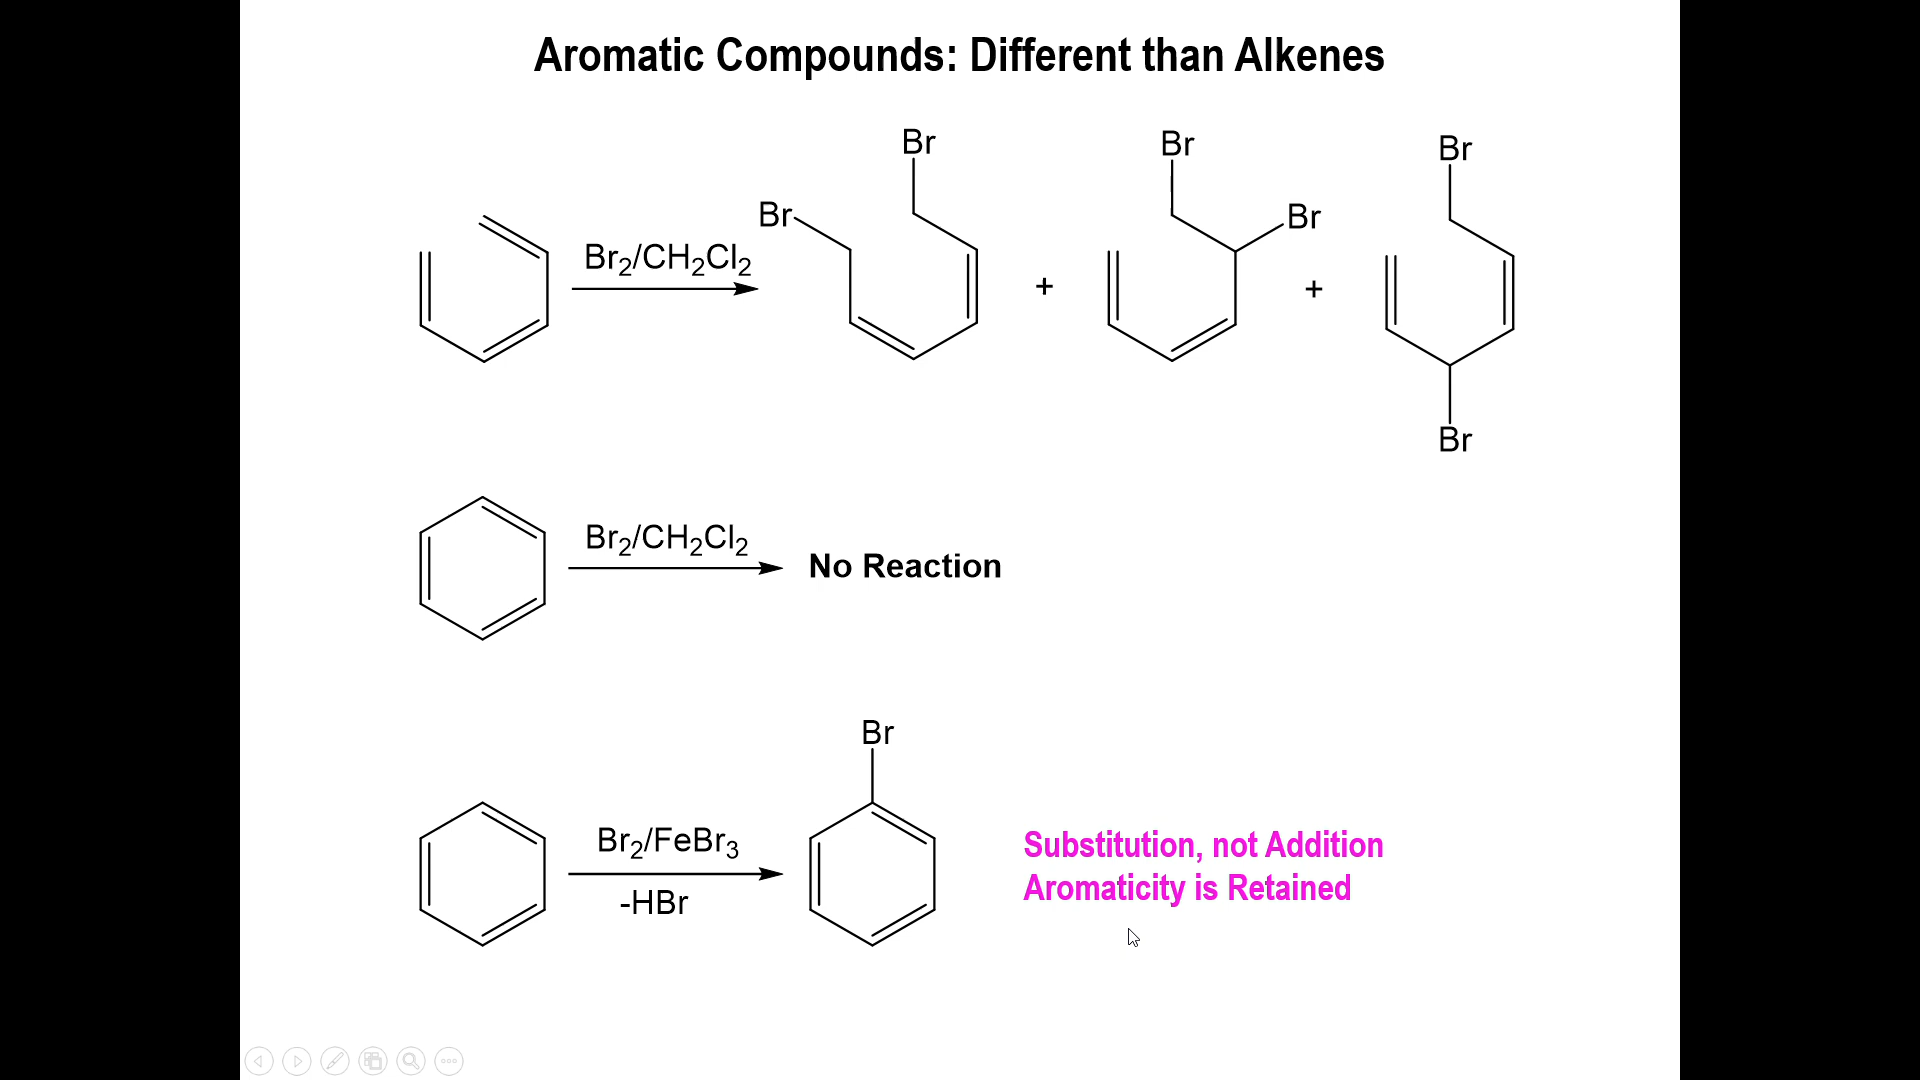 Aromatic Compounds: Different than Alkenes
Br
Br
Br
Br
Br
Br
Br₂/CH₂Cl₂
+
+
Br₂/CH₂Cl₂
No Reaction
Br
Br₂/FeBr₃
-HBr
Substitution, not Addition
Aromaticity is Retained